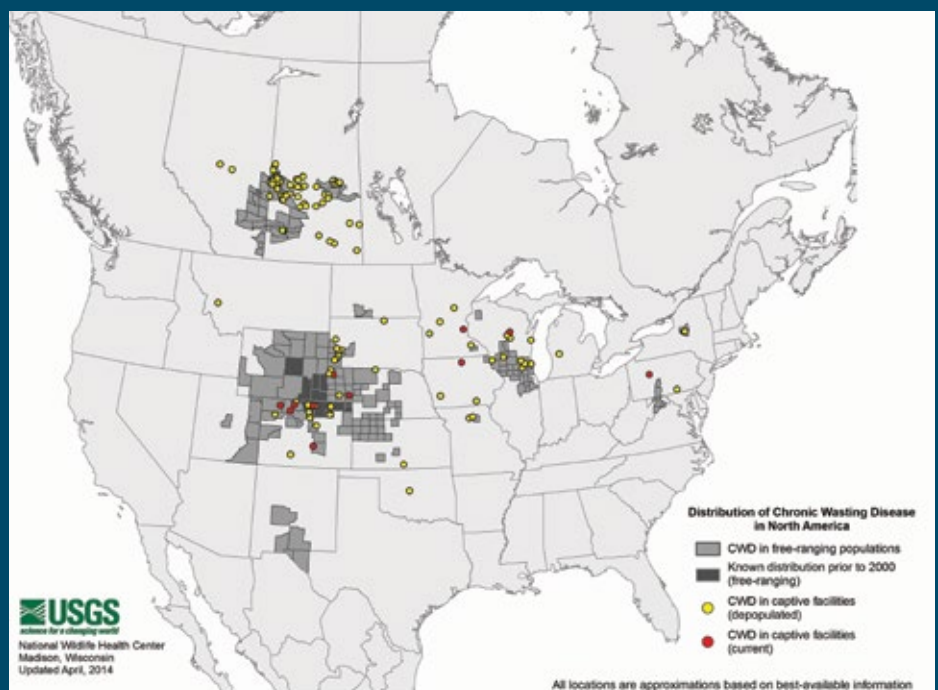 Distribution of Chronic Wasting Disease
in North America
CWD in free-ranging populations
Known distribution prior to 2000
(free-ranging)
CWD in captive facilities
(depopulated)
CWD in captive facilities
(current)
USGS
science for a changing world
National Wildlife Health Center
Madison, Wisconsin
Updated April, 2014
All locations are approximations based on best-available information